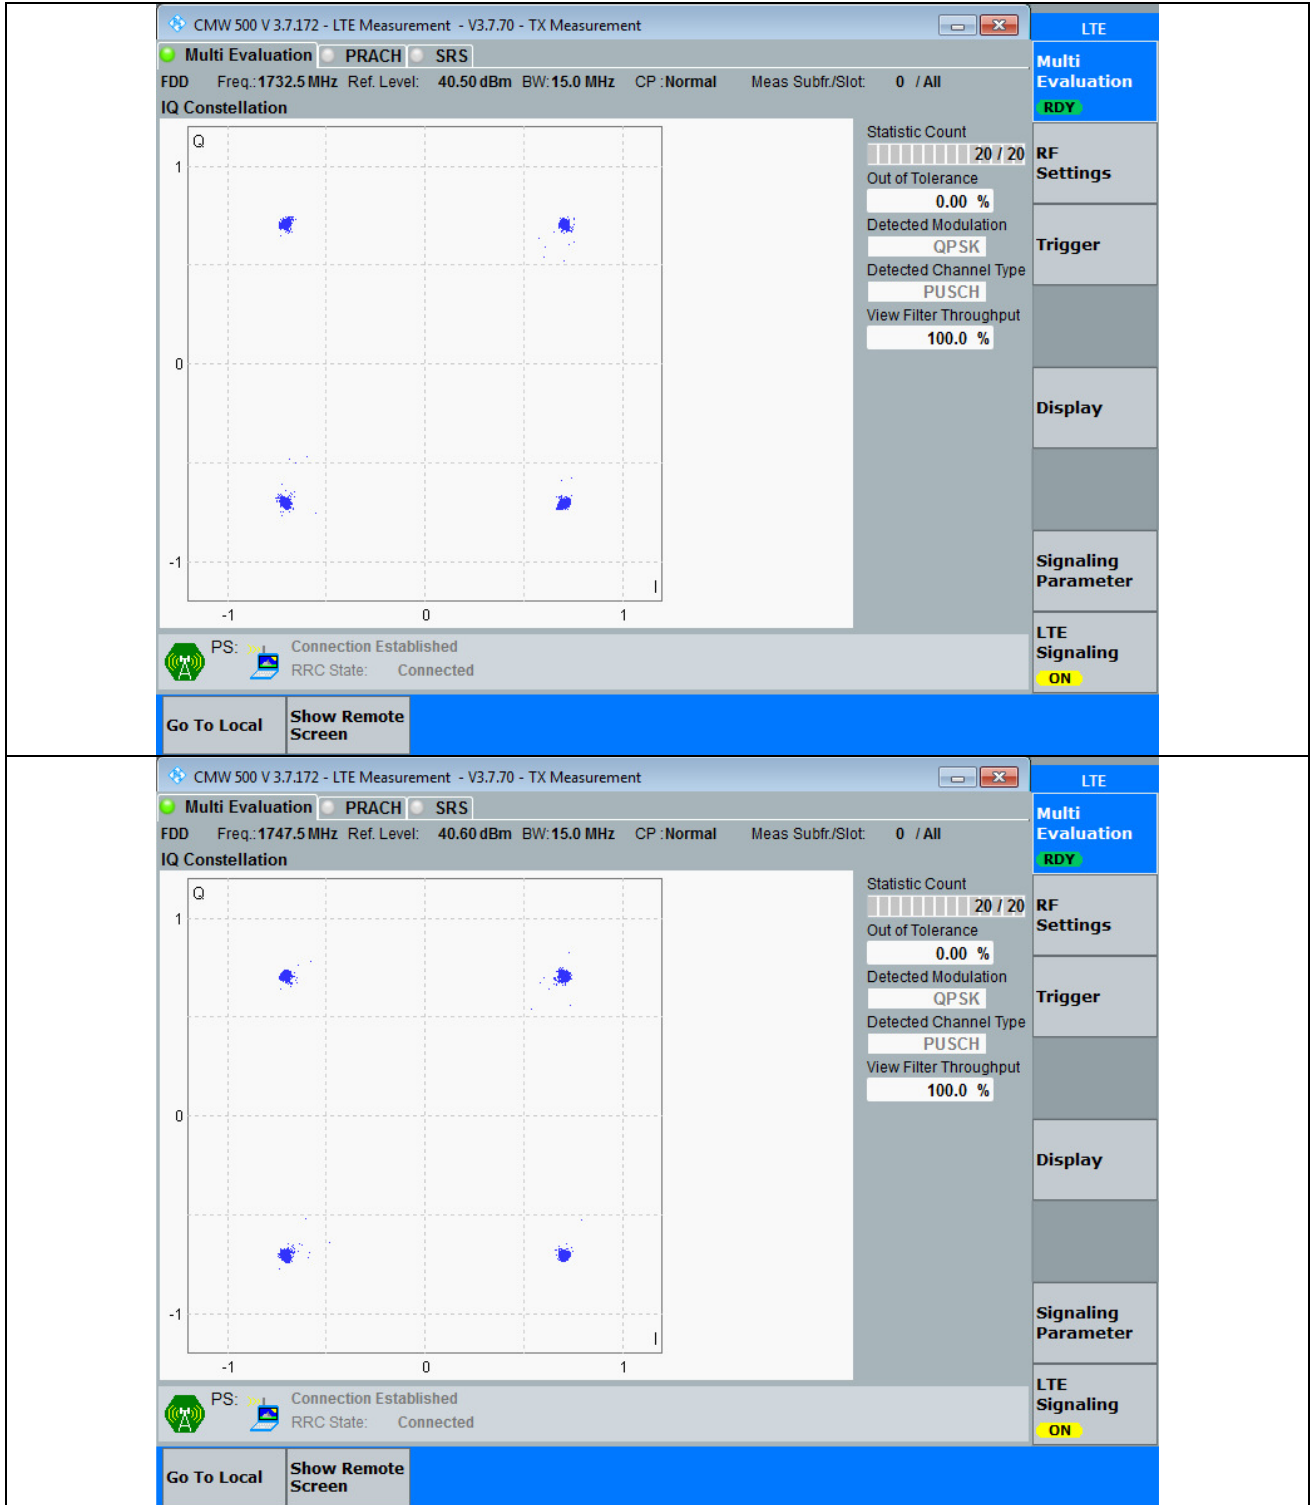 CMW 500 V 3.7.172 - LTE Measurement - V3.7.70 - TX Measurement
LTE
Multi Evaluation PRACH SRS
Multi Evaluation
RDY
FDD Freq.:1732.5 MHz Ref. Level: 40.50 dBm BW:15.0 MHz CP :Normal Meas Subfr./Slot: 0 / All
IQ Constellation
Q
1
0
-1
I
-1 0 1
Statistic Count
20 / 20
Out of Tolerance
0.00 %
Detected Modulation
QPSK
Detected Channel Type
PUSCH
View Filter Throughput
100.0 %
RF
Settings
Trigger
Display
Signaling
Parameter
LTE
Signaling
ON
PS: Connection Established
RRC State: Connected
Go To Local
Show Remote
Screen
CMW 500 V 3.7.172 - LTE Measurement - V3.7.70 - TX Measurement
LTE
Multi Evaluation PRACH SRS
Multi
Evaluation
RDY
FDD Freq.:1747.5 MHz Ref. Level: 40.60 dBm BW:15.0 MHz CP :Normal Meas Subfr./Slot: 0 / All
IQ Constellation
Q
1
0
-1
I
-1 0 1
Statistic Count
20 / 20
Out of Tolerance
0.00 %
Detected Modulation
QPSK
Detected Channel Type
PUSCH
View Filter Throughput
100.0 %
RF
Settings
Trigger
Display
Signaling
Parameter
LTE
Signaling
ON
PS: Connection Established
RRC State: Connected
Go To Local
Show Remote
Screen